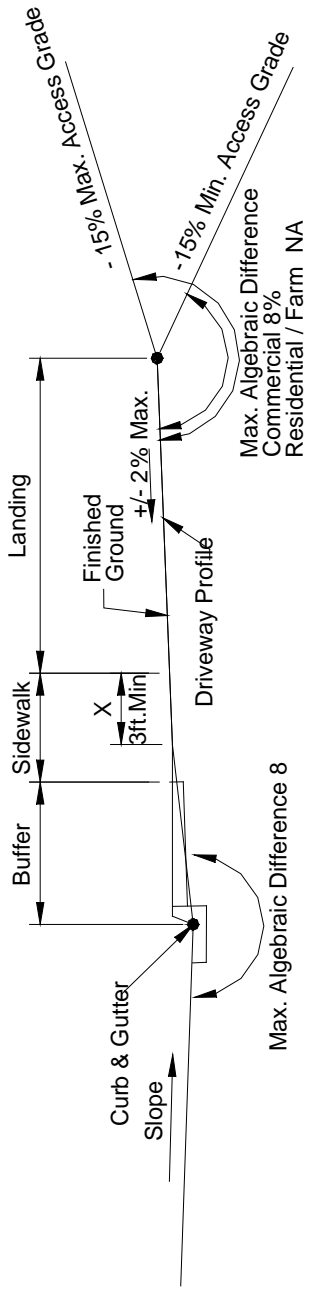 Buffer
Sidewalk
Landing
X
3ft.Min
Finished
Ground
+/- 2% Max.
- 15% Max. Access Grade
-15% Min. Access Grade
Curb & Gutter
Slope
Driveway Profile
Max. Algebraic Difference 8
Max. Algebraic Difference
Commercial 8%
Residential / Farm NA